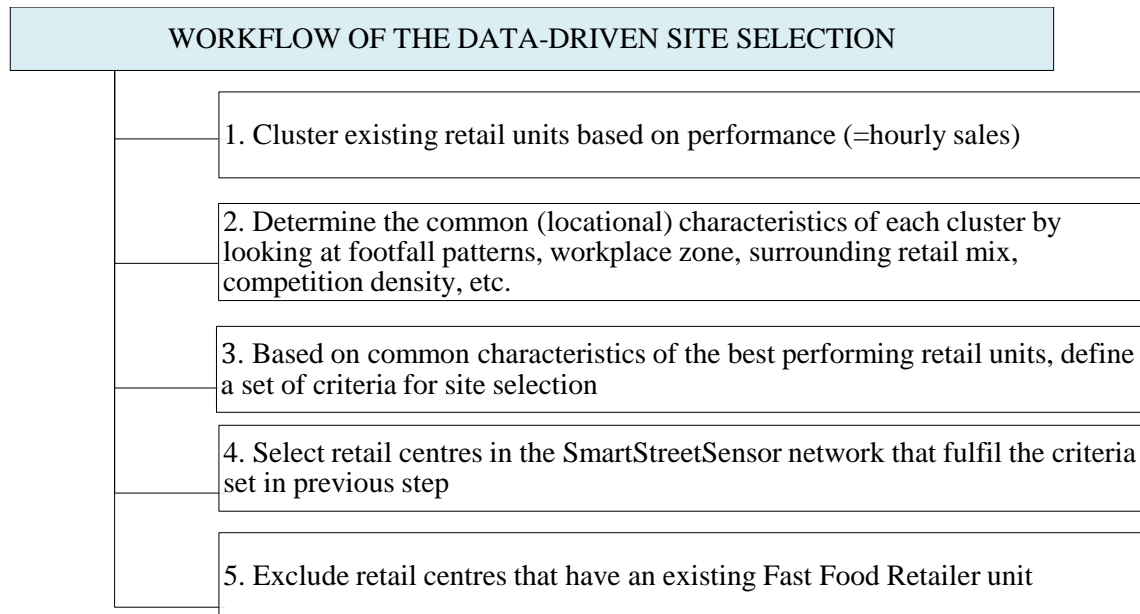 WORKFLOW OF THE DATA-DRIVEN SITE SELECTION
1. Cluster existing retail units based on performance (=hourly sales)
2. Determine the common (locational) characteristics of each cluster by
looking at footfall patterns, workplace zone, surrounding retail mix,
competition density, etc.
3. Based on common characteristics of the best performing retail units, define
a set of criteria for site selection
4. Select retail centres in the SmartStreetSensor network that fulfil the criteria
set in previous step
5. Exclude retail centres that have an existing Fast Food Retailer unit